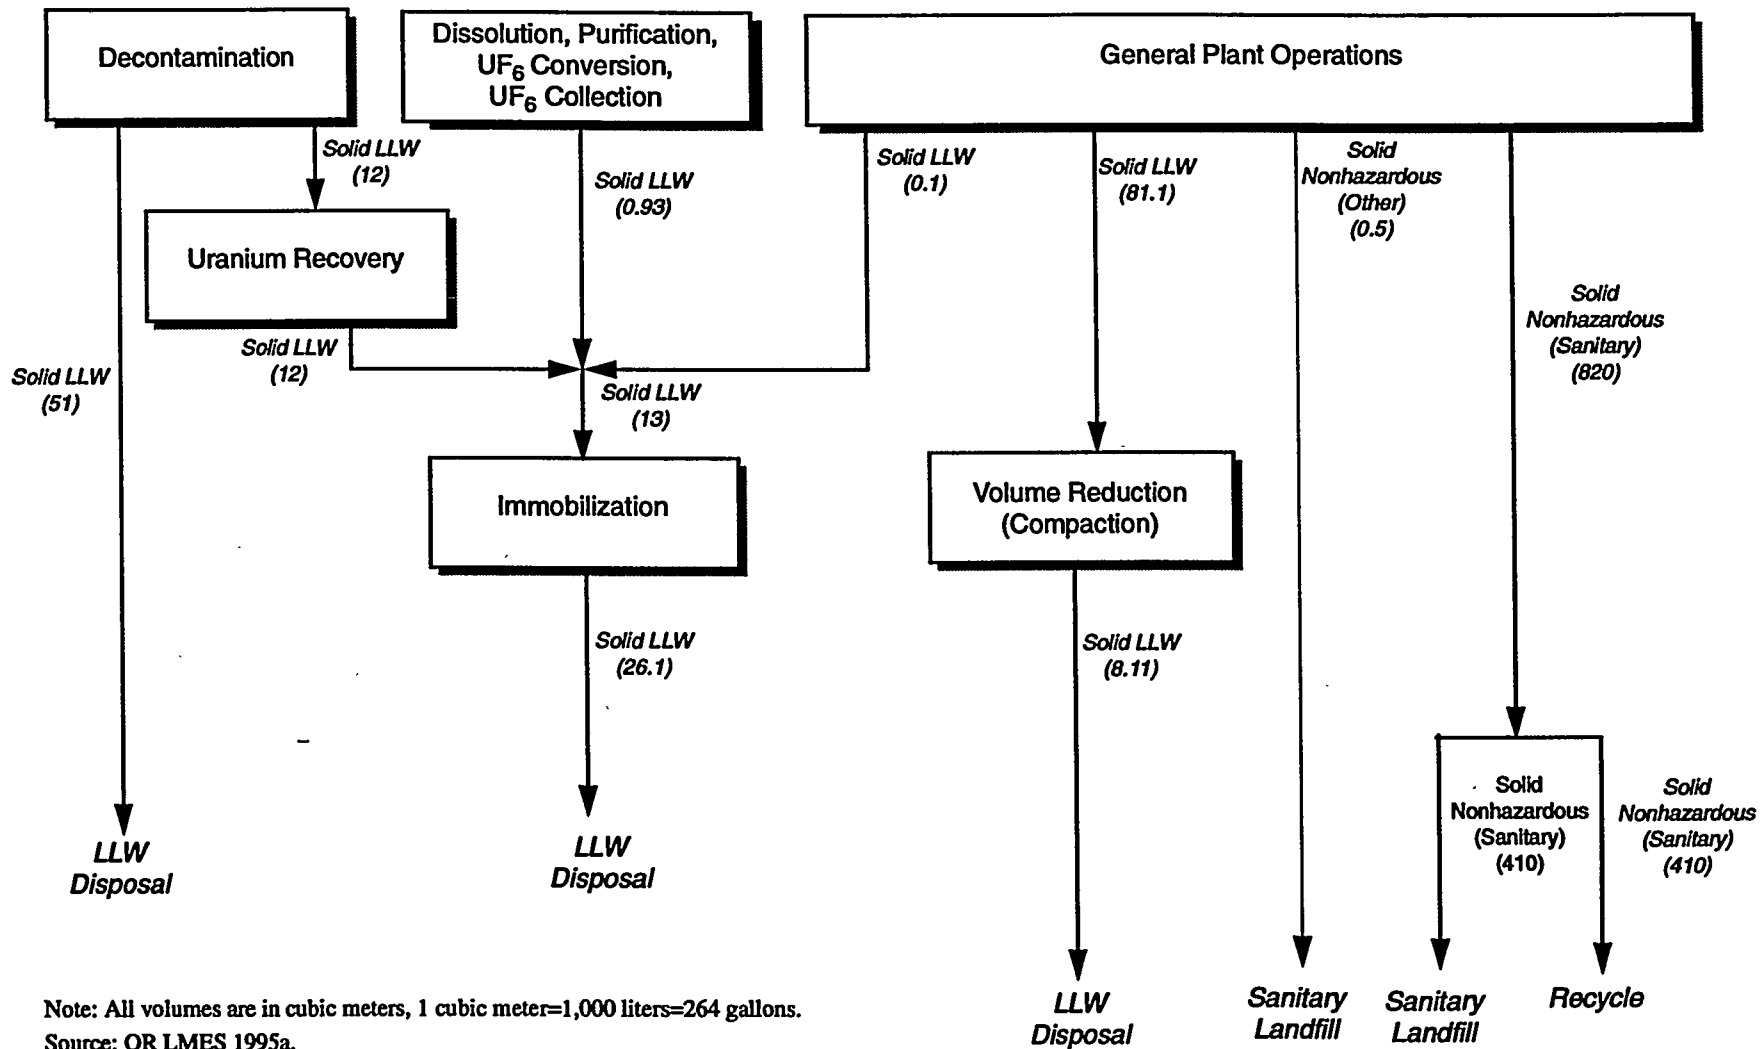 Decontamination
Dissolution, Purification,
UF6 Conversion,
UF6 Collection
General Plant Operations
Solid LLW
(12)
Solid LLW
(0.93)
Solid LLW
(0.1)
Solid LLW
(81.1)
Solid
Nonhazardous
(Other)
(0.5)
Uranium Recovery
Solid
Nonhazardous
(Sanitary)
(820)
Solid LLW
(12)
Solid LLW
(51)
Solid LLW
(13)
Immobilization
Volume Reduction
(Compaction)
Solid LLW
(26.1)
Solid LLW
(8.11)
Solid
Nonhazardous
(Sanitary)
(410)
Solid
Nonhazardous
(Sanitary)
(410)
LLW
Disposal
LLW
Disposal
LLW
Disposal
Sanitary
Landfill
Sanitary
Landfill
Recycle
Note: All volumes are in cubic meters, 1 cubic meter=1,000 liters=264 gallons.
Source: OR LMES 1995a.